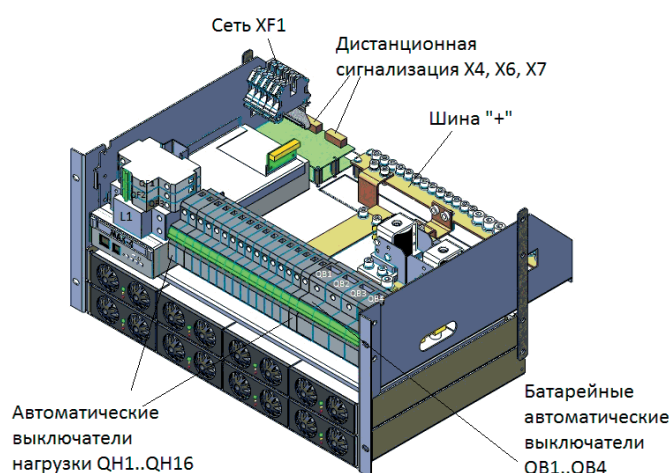 Сеть XF1
Дистанционная
сигнализация X4, X6, X7
Шина "+"
QF2
L1
QB1
QB2
QB3
QB4
Автоматические
выключатели
нагрузки QH1..QH16
Батарейные
автоматические
выключатели
QB1..QB4